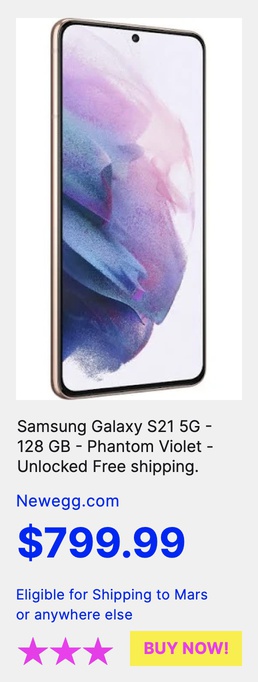 Samsung Galaxy S21 5G -
128 GB - Phantom Violet -
Unlocked Free shipping.
Newegg.com
$799.99
Eligible for Shipping to Mars
or anywhere else
BUY NOW!